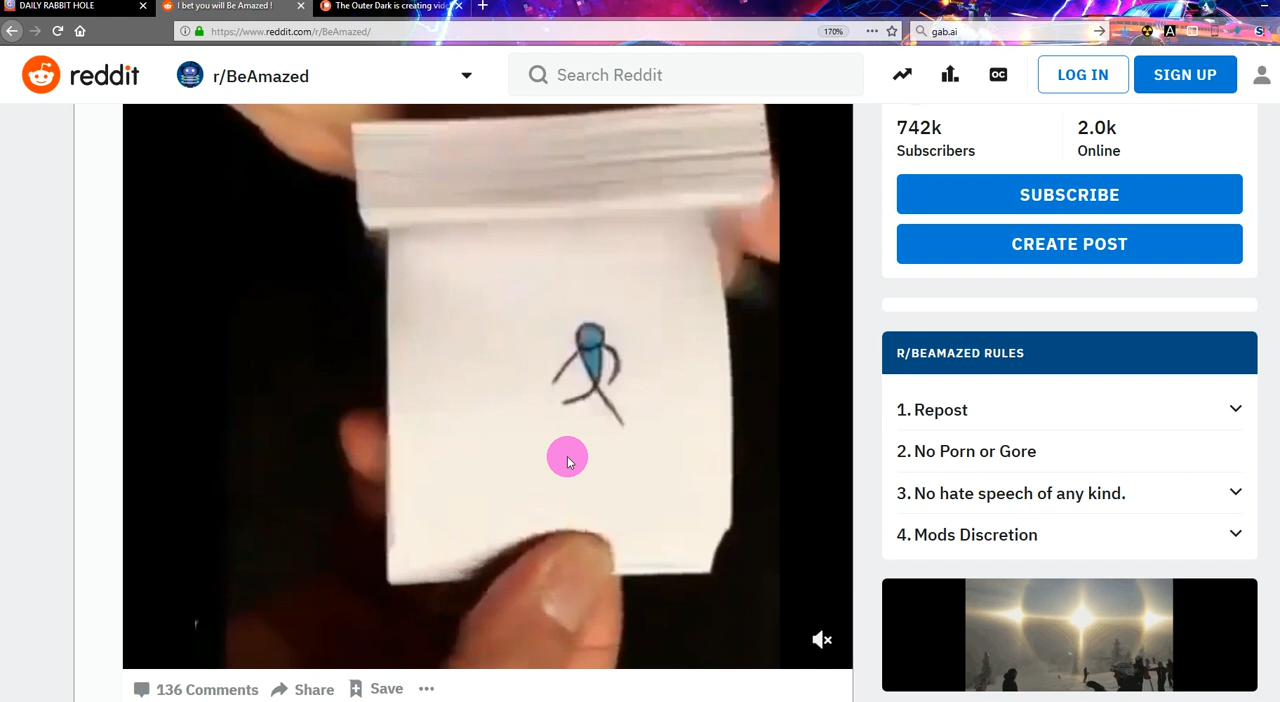 DAILY RABBIT HOLE
I bet you will Be Amazed !
The Outer Dark is creating vid
https://www.reddit.com/r/BeAmazed/
170%
gab.ai
reddit
r/BeAmazed
Search Reddit
OC
LOG IN
SIGN UP
742k
2.0k
Subscribers
Online
SUBSCRIBE
CREATE POST
R/BEAMAZED RULES
1. Repost
2. No Porn or Gore
3. No hate speech of any kind.
4. Mods Discretion
136 Comments
Share
Save